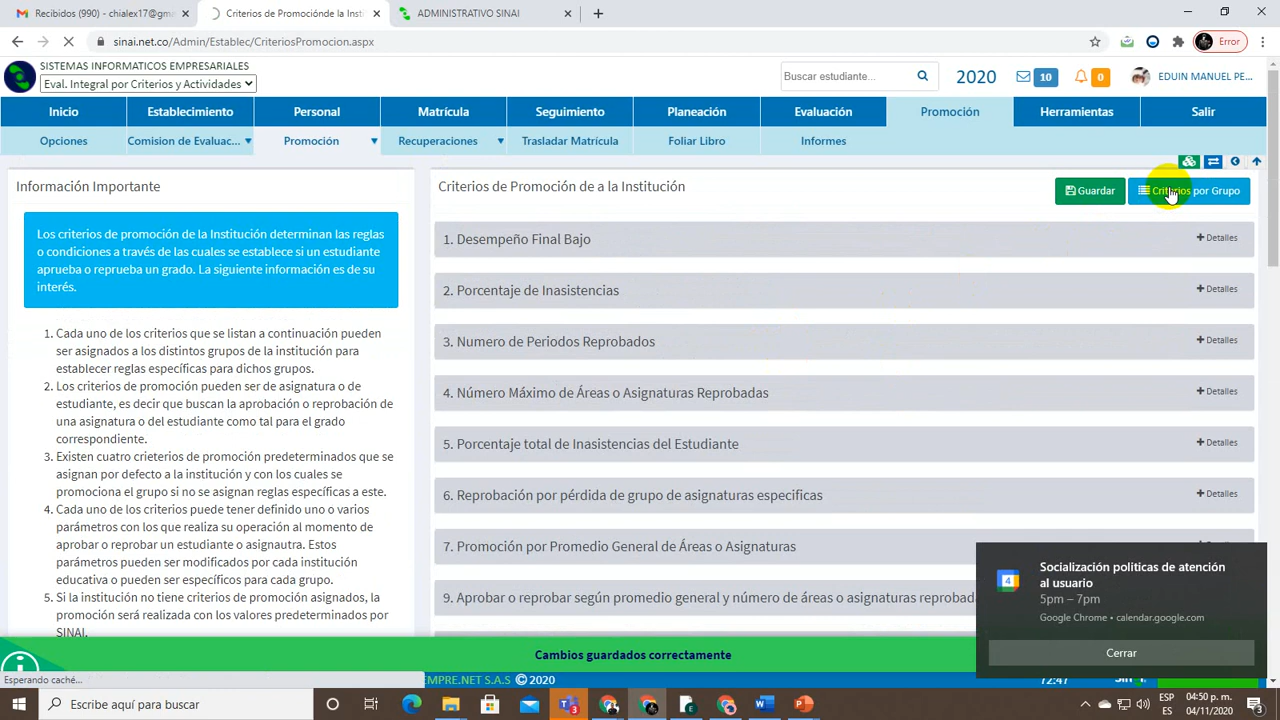 Recibidos (990) - chialex17@gma
Criterios de Promociónde la Insti
ADMINISTRATIVO SINAI
sinai.net.co/Admin/Establec/CriteriosPromocion.aspx
Error
SISTEMAS INFORMATICOS EMPRESARIALES
Eval. Integral por Criterios y Actividades
Buscar estudiante...
2020
10
0
EDUIN MANUEL PE...
Inicio
Establecimiento
Personal
Matrícula
Seguimiento
Planeación
Evaluación
Promoción
Herramientas
Salir
Opciones
Comision de Evaluac...
Promoción
Recuperaciones
Trasladar Matrícula
Foliar Libro
Informes
Información Importante
Los criterios de promoción de la Institución determinan las reglas
o condiciones a través de las cuales se establece si un estudiante
aprueba o reprueba un grado. La siguiente información es de su
interés.
1. Cada uno de los criterios que se listan a continuación pueden
ser asignados a los distintos grupos de la institución para
establecer reglas específicas para dichos grupos.
2. Los criterios de promoción pueden ser de asignatura o de
estudiante, es decir que buscan la aprobación o reprobación de
una asignatura o del estudiante como tal para el grado
correspondiente.
3. Existen cuatro crieterios de promoción predeterminados que se
asignan por defecto a la institución y con los cuales se
promociona el grupo si no se asignan reglas específicas a este.
4. Cada uno de los criterios puede tener definido uno o varios
parámetros con los que realiza su operación al momento de
aprobar o reprobar un estudiante o asignautra. Estos
parámetros pueden ser modificados por cada institución
educativa o pueden ser específicos para cada grupo.
5. Si la institución no tiene criterios de promoción asignados, la
promoción será realizada con los valores predeterminados por
SINAI.
Criterios de Promoción de a la Institución
Guardar
Criterios por Grupo
1. Desempeño Final Bajo
Detalles
2. Porcentaje de Inasistencias
Detalles
3. Numero de Periodos Reprobados
Detalles
4. Número Máximo de Áreas o Asignaturas Reprobadas
Detalles
5. Porcentaje total de Inasistencias del Estudiante
Detalles
6. Reprobación por pérdida de grupo de asignaturas especificas
Detalles
7. Promoción por Promedio General de Áreas o Asignaturas
9. Aprobar o reprobar según promedio general y número de áreas o asignaturas reprobada
Socialización politicas de atención
al usuario
5pm – 7pm
Google Chrome • calendar.google.com
Cerrar
Cambios guardados correctamente
Esperando caché...
EMPRE.NET S.A.S © 2020
72:47
Escribe aquí para buscar
ESP
ES
04:50 p. m.
04/11/2020